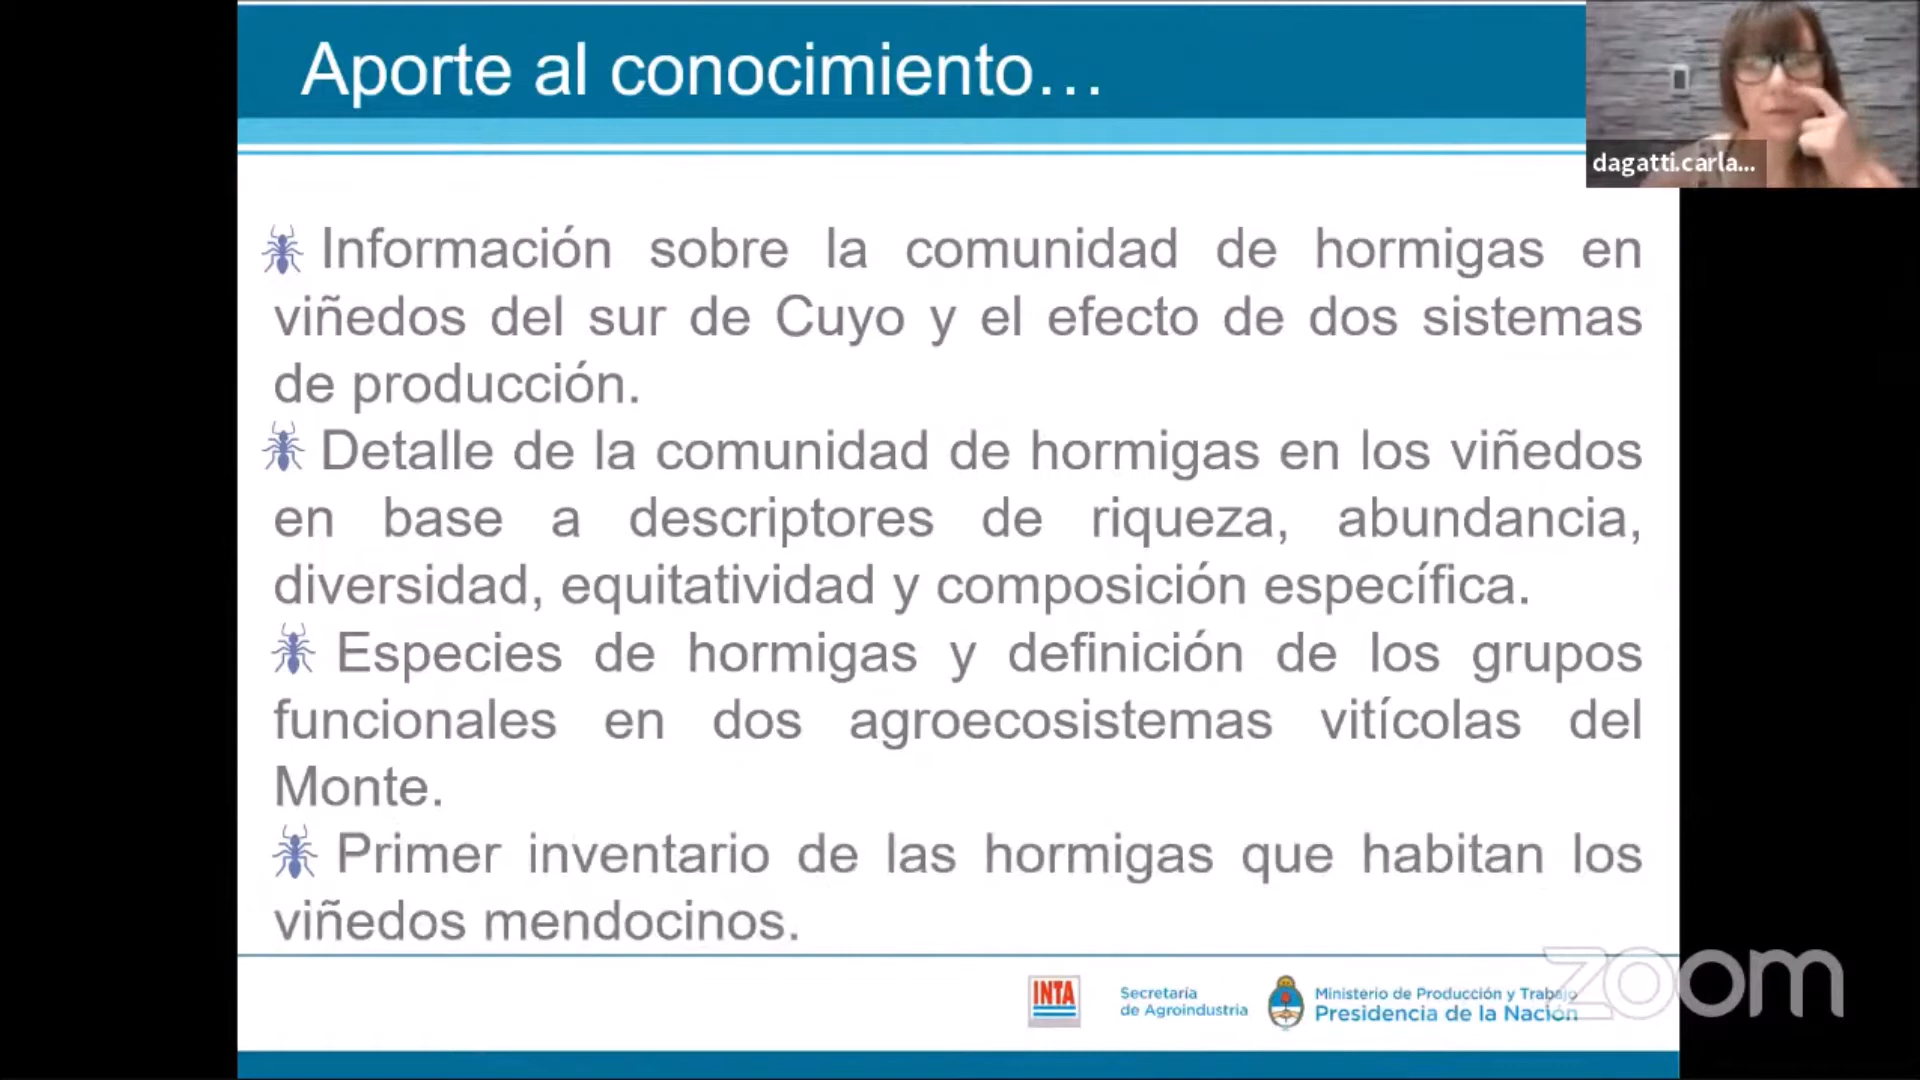 Aporte al conocimiento…
dagatti.carla...
Información sobre la comunidad de hormigas en
viñedos del sur de Cuyo y el efecto de dos sistemas
de producción.
Detalle de la comunidad de hormigas en los viñedos
en base a descriptores de riqueza, abundancia,
diversidad, equitatividad y composición específica.
Especies de hormigas y definición de los grupos
funcionales en dos agroecosistemas vitícolas del
Monte.
Primer inventario de las hormigas que habitan los
viñedos mendocinos.
INTA
Secretaría
de Agroindustria
Ministerio de Producción y Trabajo
Presidencia de la Nación
zoom